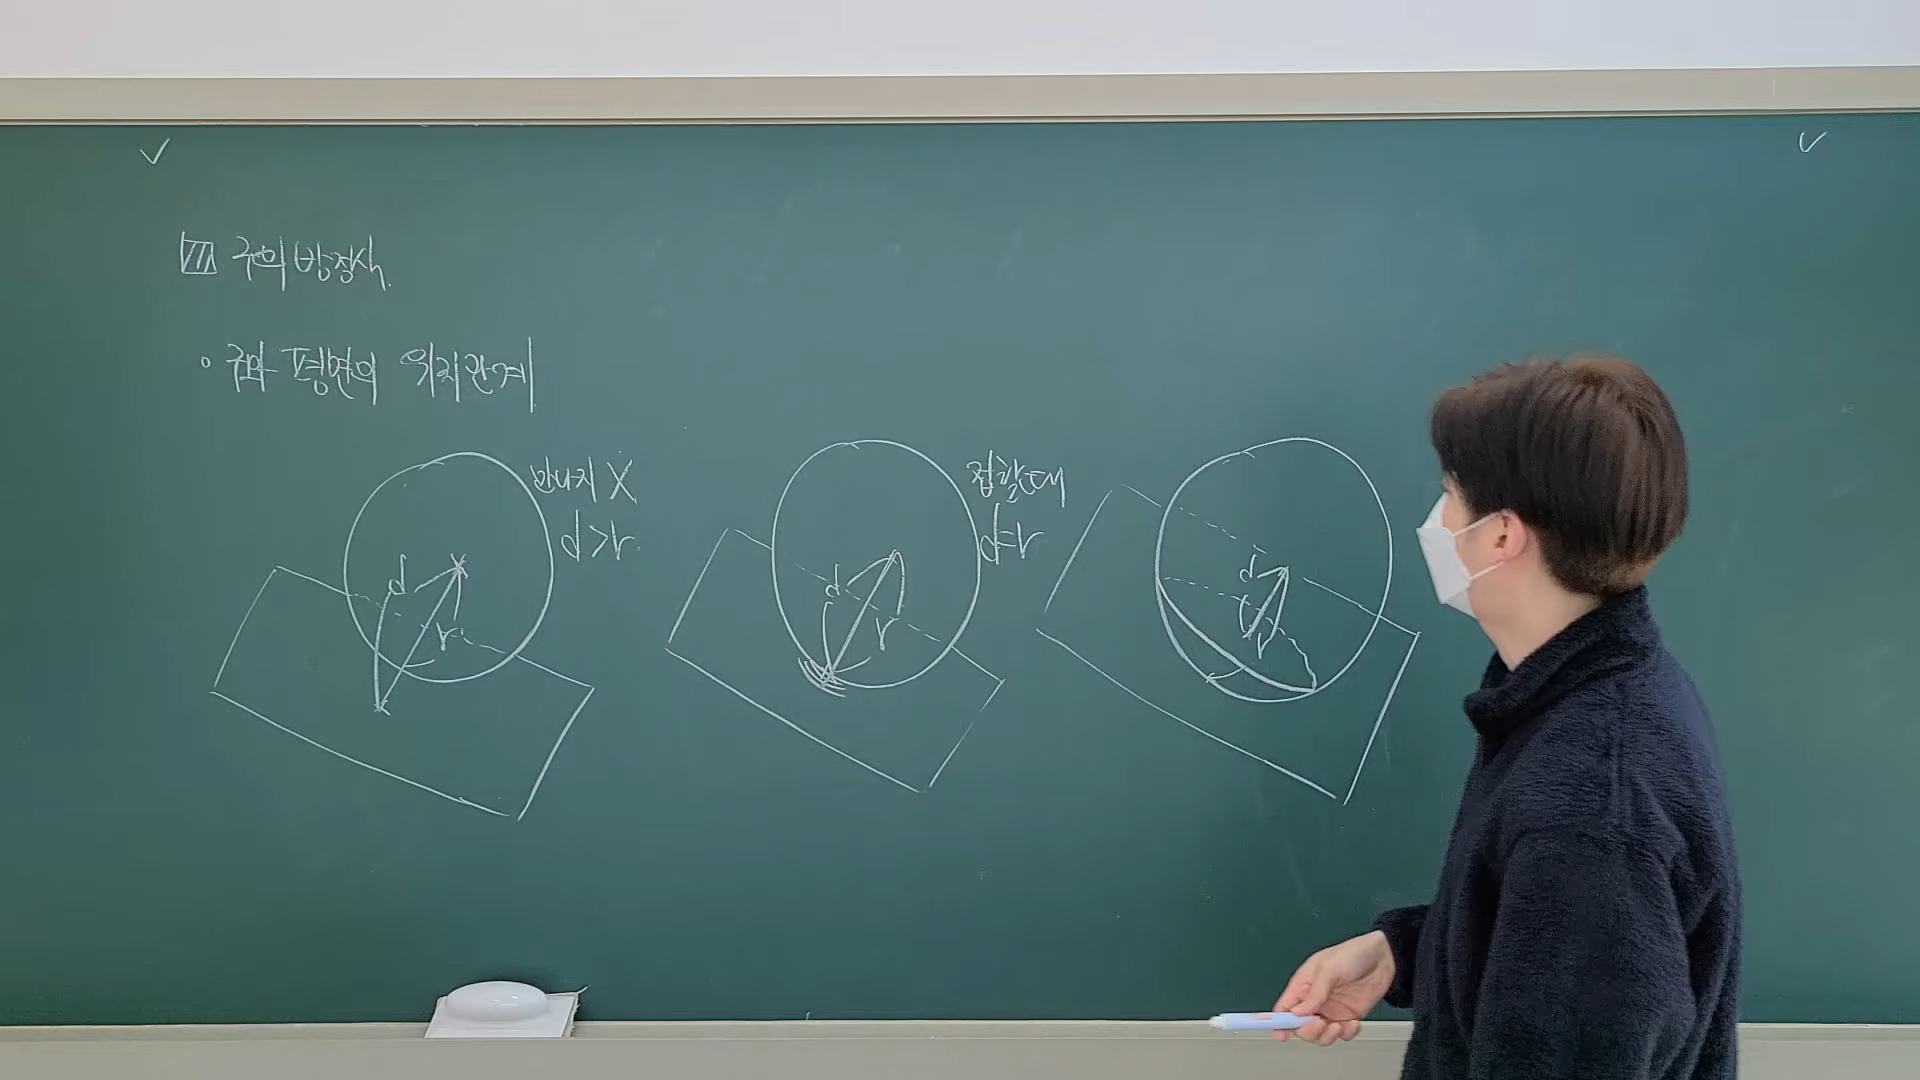 구의 방정식
• 구와 평면의 위치관계
만나지 X
d>r
d
r
접할때
d=r
d
r
d
r